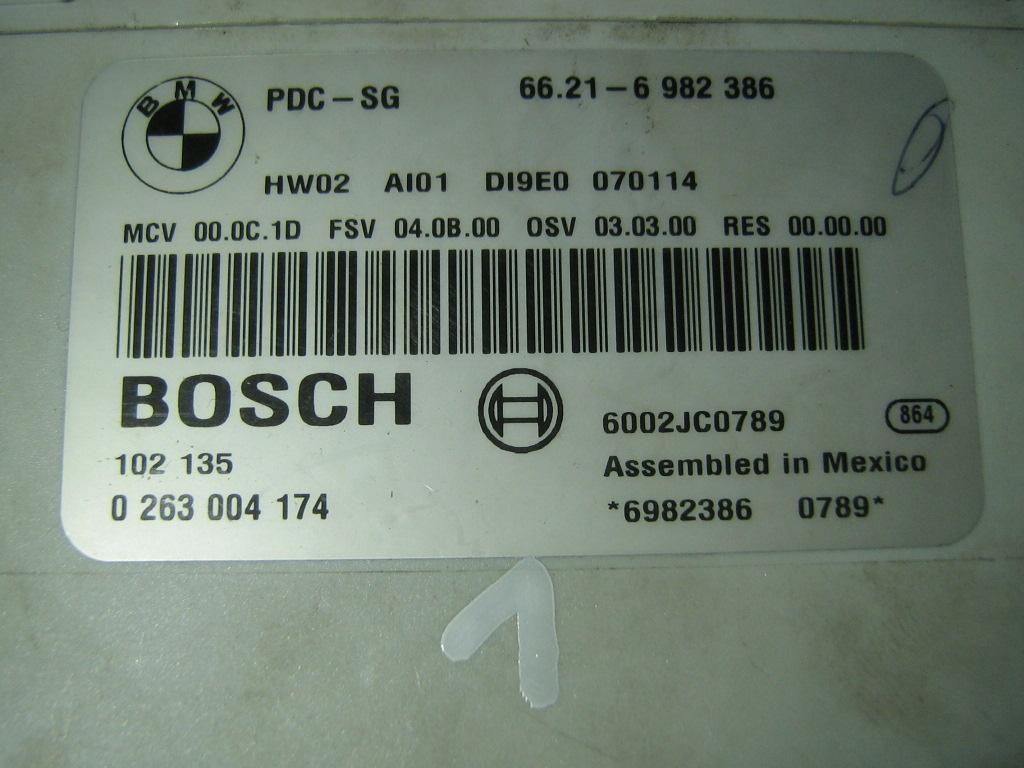 BMW PDC-SG 66.21-6 982 386
HW02 AI01 DI9E0 070114
MCV 00.0C.1D FSV 04.0B.00 OSV 03.03.00 RES 00.00.00
BOSCH
6002JC0789 864
102 135 Assembled in Mexico
0 263 004 174 *6982386 0789*
1